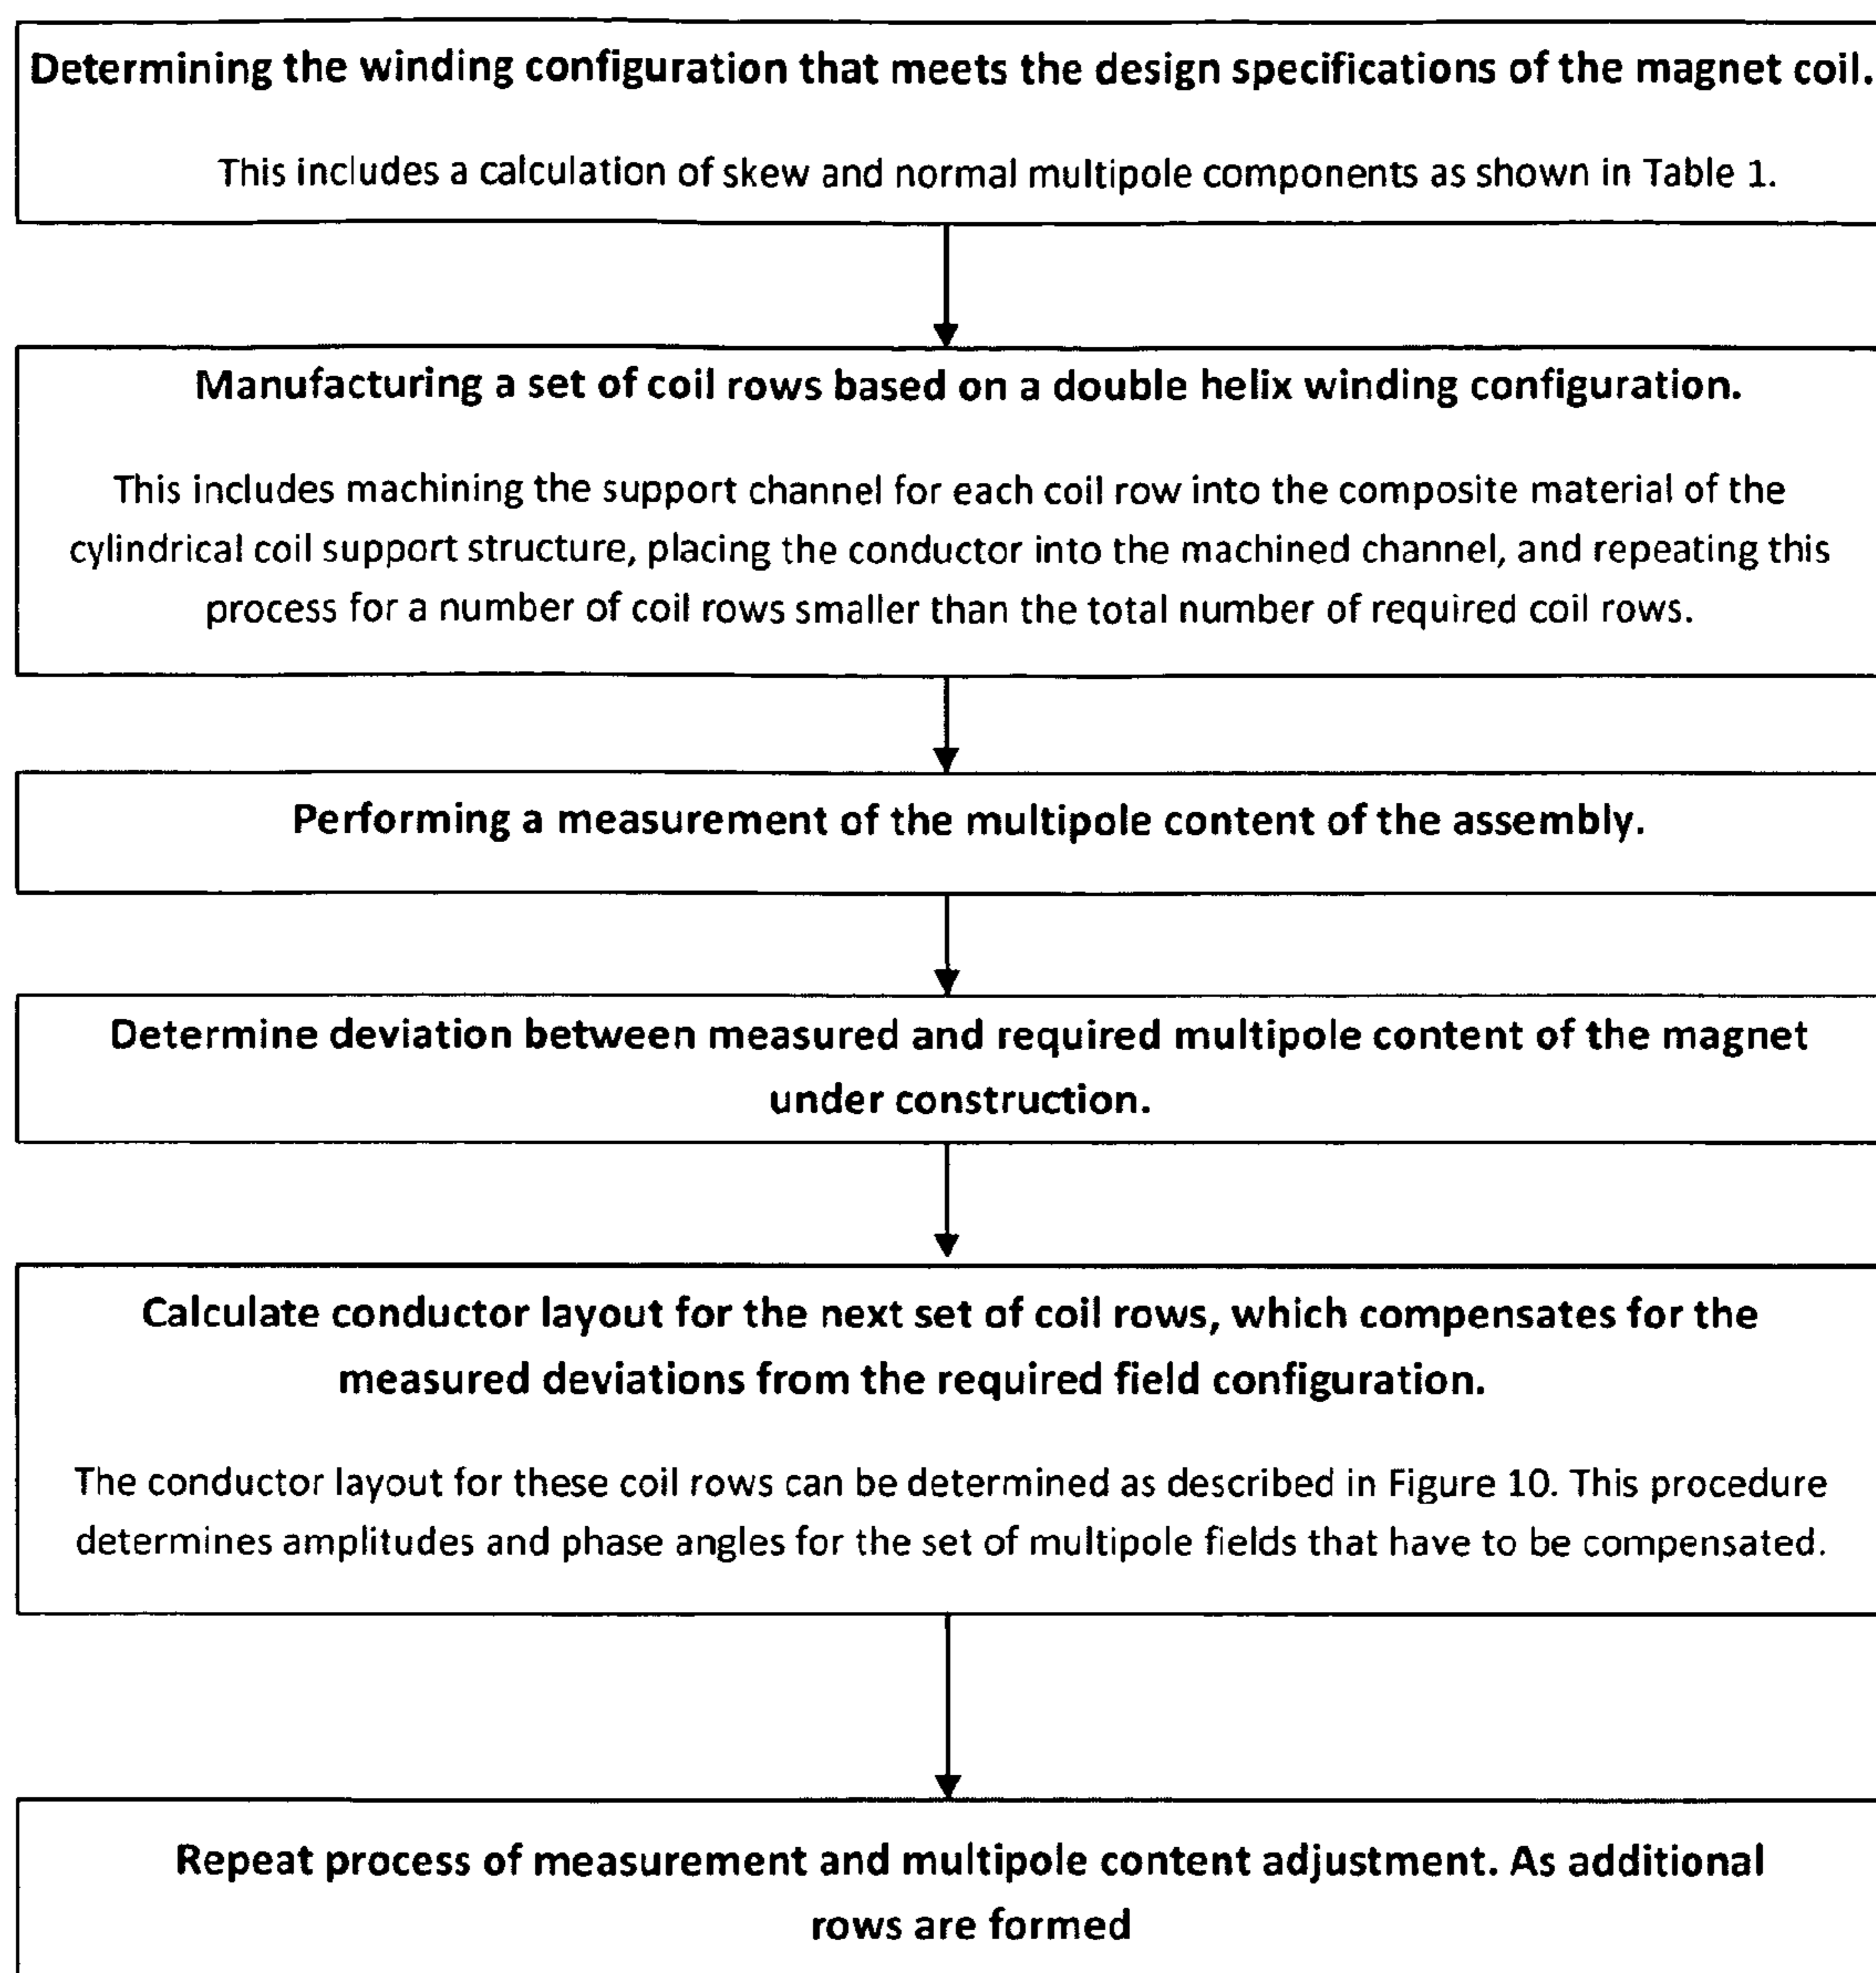 Determining the winding configuration that meets the design specifications of the magnet coil.
This includes a calculation of skew and normal multipole components as shown in Table 1.
Manufacturing a set of coil rows based on a double helix winding configuration.
This includes machining the support channel for each coil row into the composite material of the
cylindrical coil support structure, placing the conductor into the machined channel, and repeating this
process for a number of coil rows smaller than the total number of required coil rows.
Performing a measurement of the multipole content of the assembly.
Determine deviation between measured and required multipole content of the magnet
under construction.
Calculate conductor layout for the next set of coil rows, which compensates for the
measured deviations from the required field configuration.
The conductor layout for these coil rows can be determined as described in Figure 10. This procedure
determines amplitudes and phase angles for the set of multipole fields that have to be compensated.
Repeat process of measurement and multipole content adjustment. As additional
rows are formed